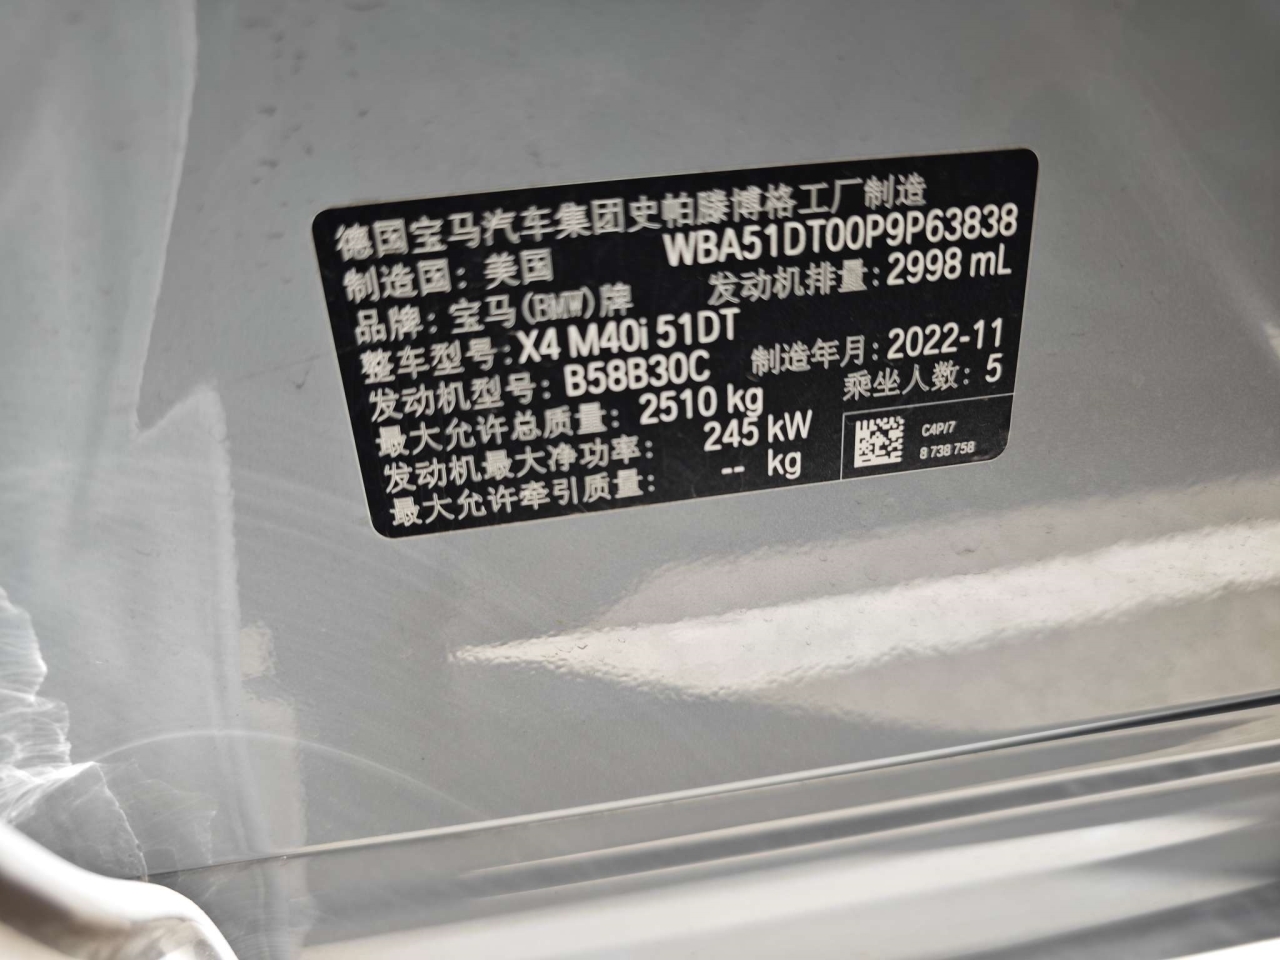 德国宝马汽车集团史帕滕博格工厂制造
WBA51DT00P9P63838
制造国：美国
发动机排量：2998 mL
品牌：宝马(BMW)牌
整车型号：X4 M40i 51DT
制造年月：2022-11
发动机型号：B58B30C
乘坐人数：5
最大允许总质量：2510 kg
发动机最大净功率：245 kW
最大允许牵引质量：-- kg
C4P/7
8 738 758